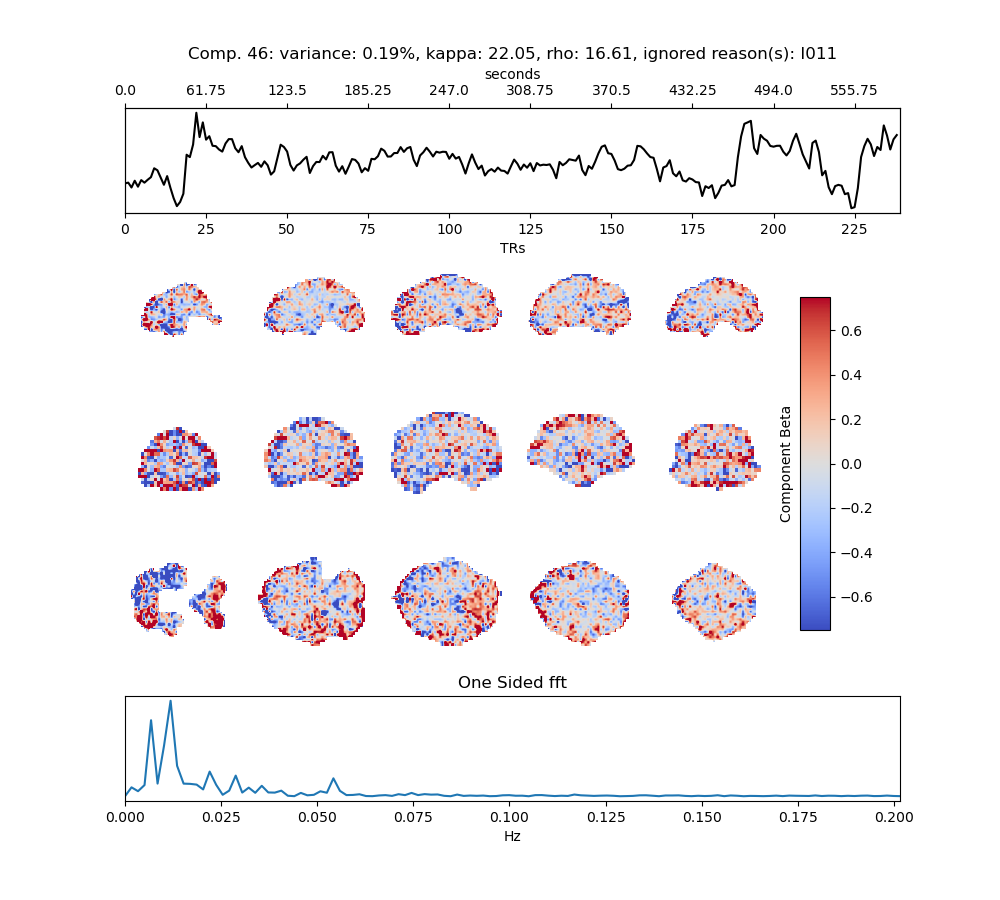 Comp. 46: variance: 0.19%, kappa: 22.05, rho: 16.61, ignored reason(s): I011
seconds
0.0 61.75 123.5 185.25 247.0 308.75 370.5 432.25 494.0 555.75
0 25 50 75 100 125 150 175 200 225
TRs
0.6
0.4
0.2
0.0
−0.2
−0.4
−0.6
Component Beta
One Sided fft
0.000 0.025 0.050 0.075 0.100 0.125 0.150 0.175 0.200
Hz